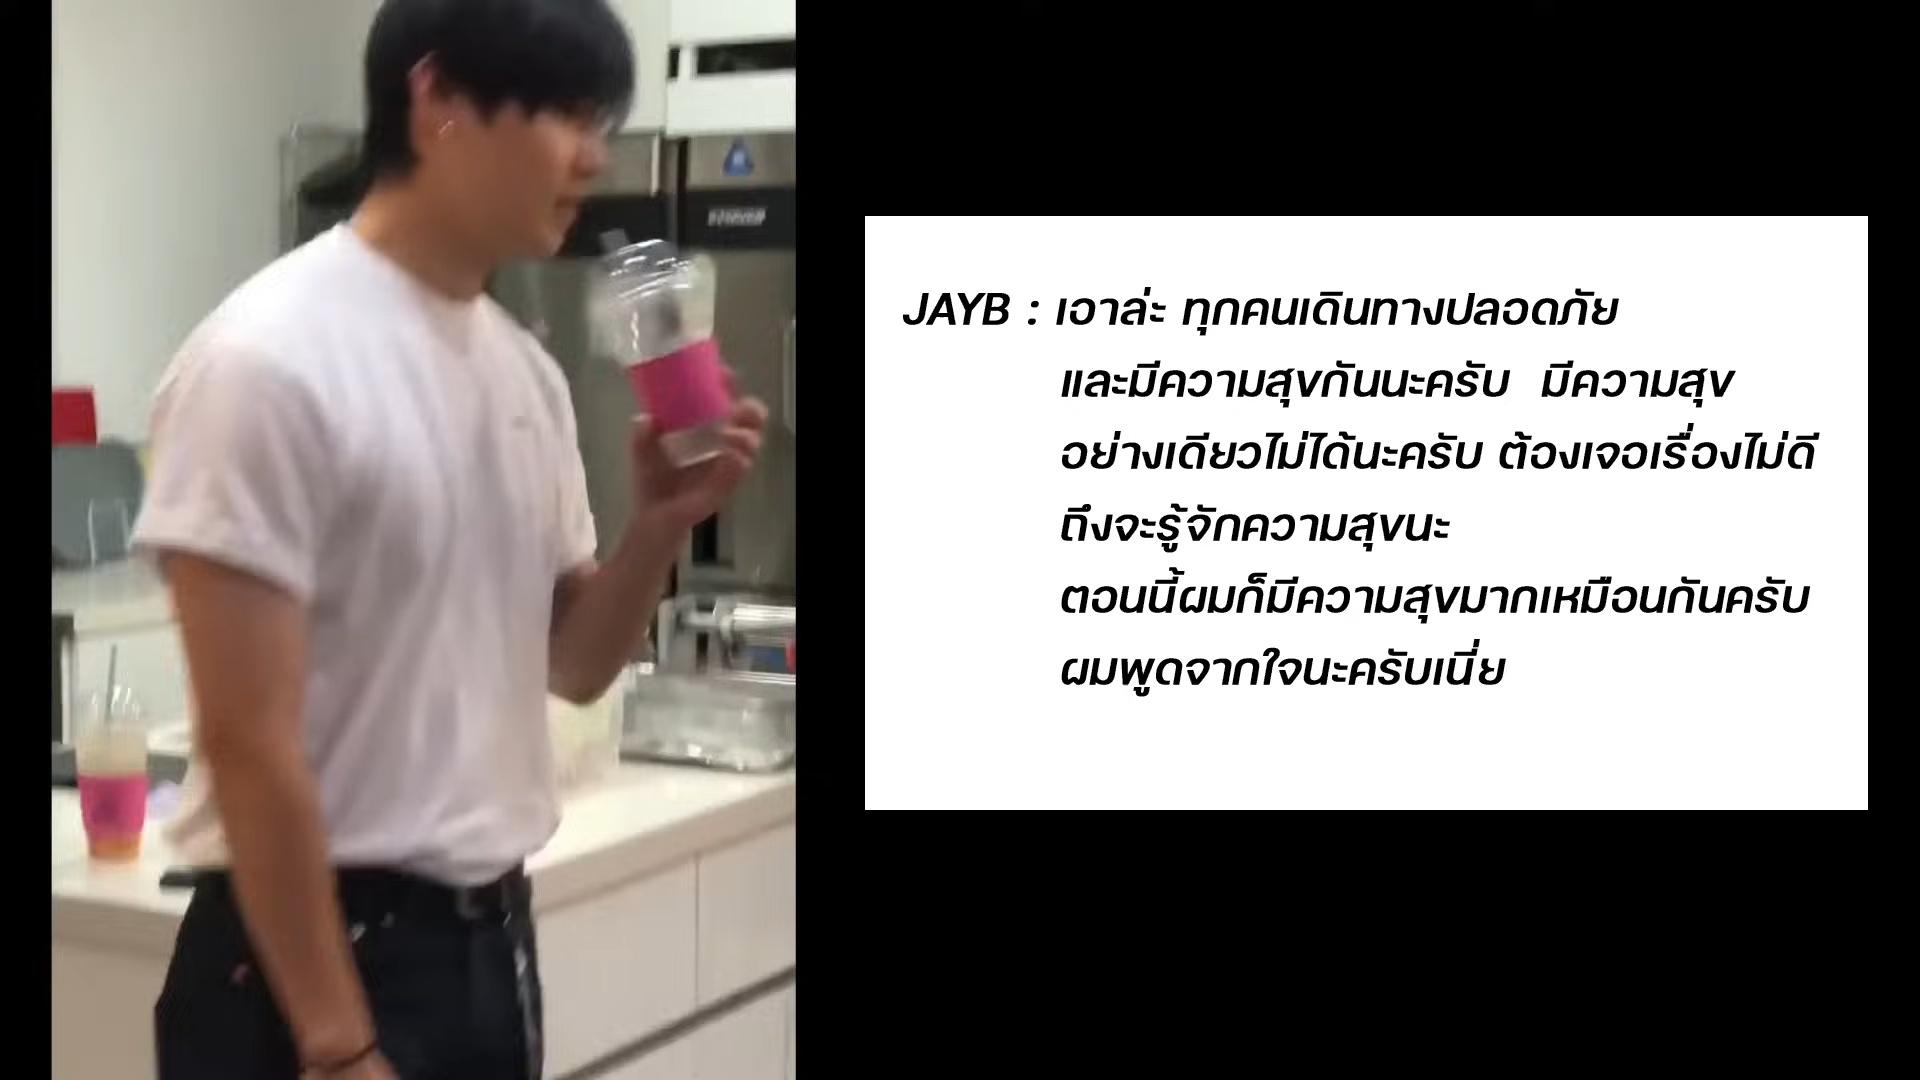 JAYB : เอาล่ะ ทุกคนเดินทางปลอดภัย
และมีความสุขกันนะครับ มีความสุข
อย่างเดียวไม่ได้นะครับ ต้องเจอเรื่องไม่ดี
ถึงจะรู้จักความสุขนะ
ตอนนี้ผมก็มีความสุขมากเหมือนกันครับ
ผมพูดจากใจนะครับเนี่ย